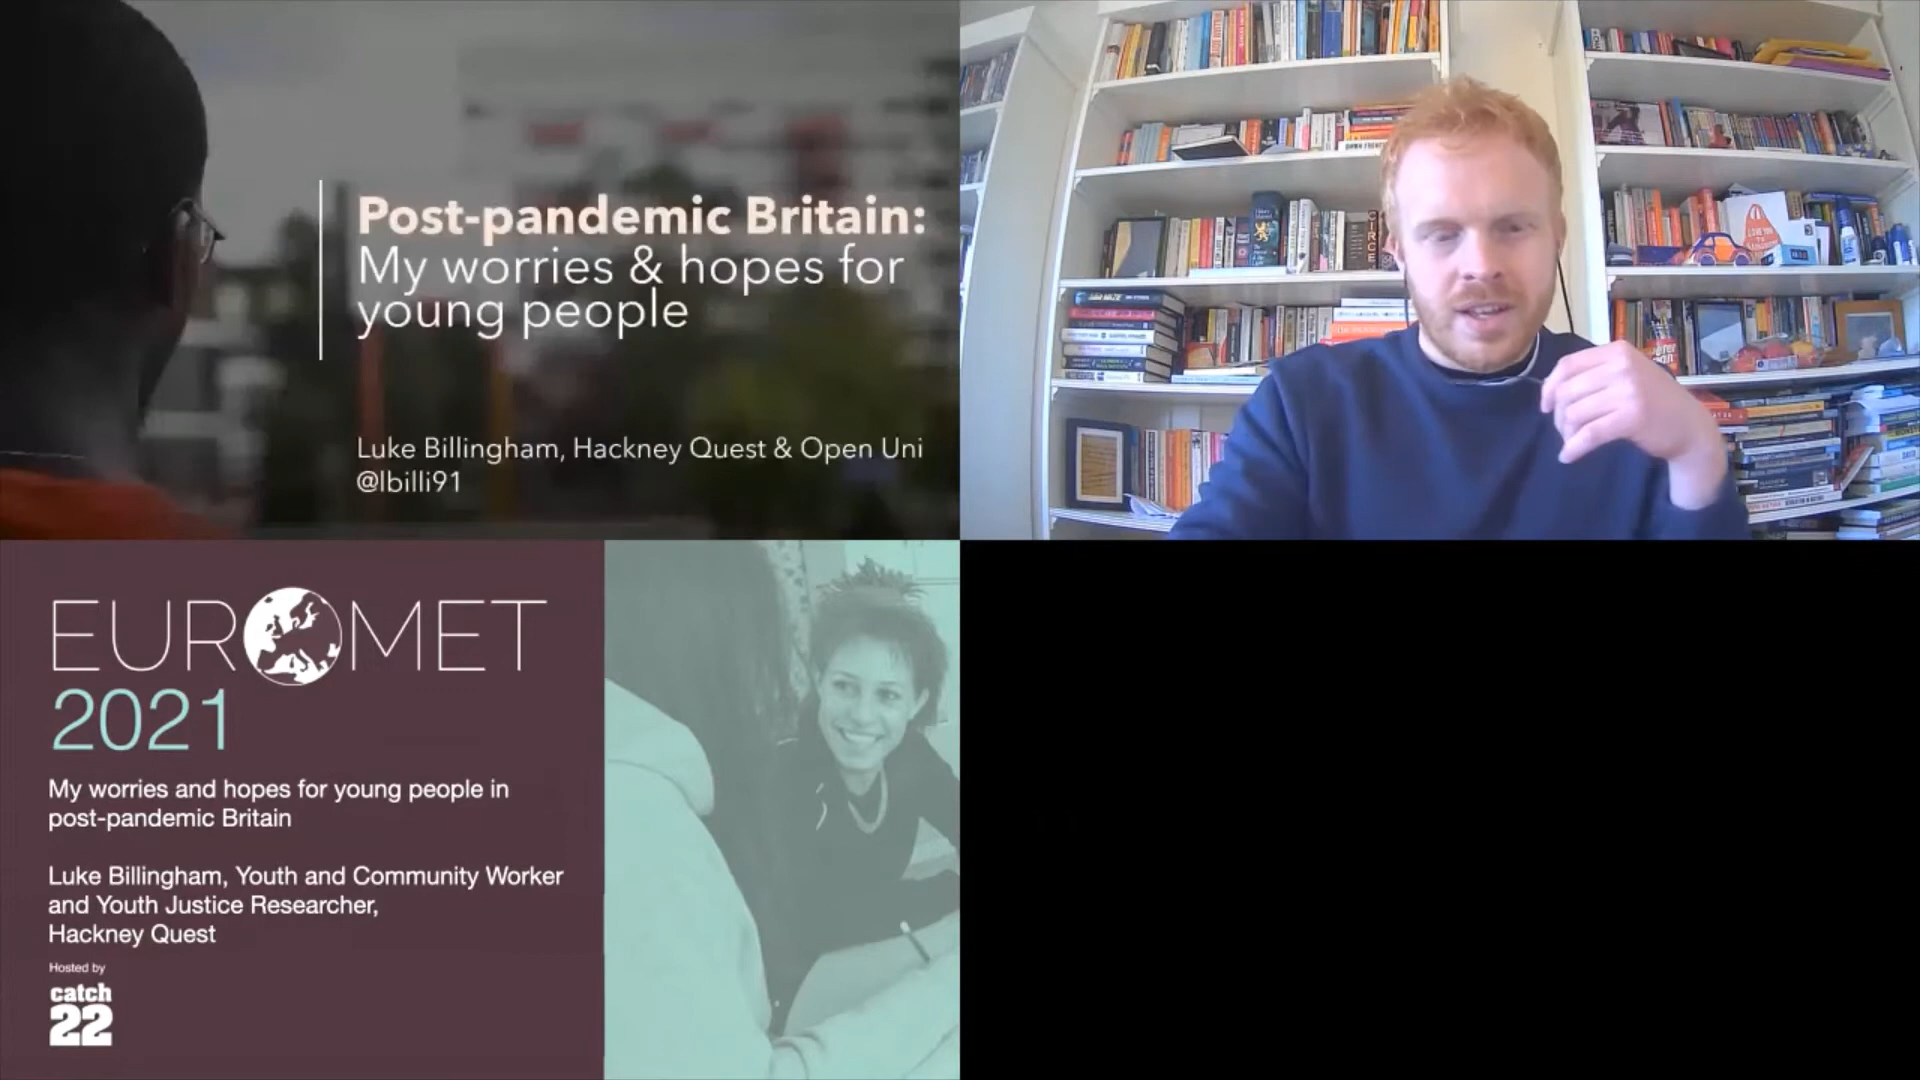 Post-pandemic Britain:
My worries & hopes for
young people
Luke Billingham, Hackney Quest & Open Uni
@lbilli91
EUROMET
2021
My worries and hopes for young people in
post-pandemic Britain
Luke Billingham, Youth and Community Worker
and Youth Justice Researcher,
Hackney Quest
Hosted by
catch
22